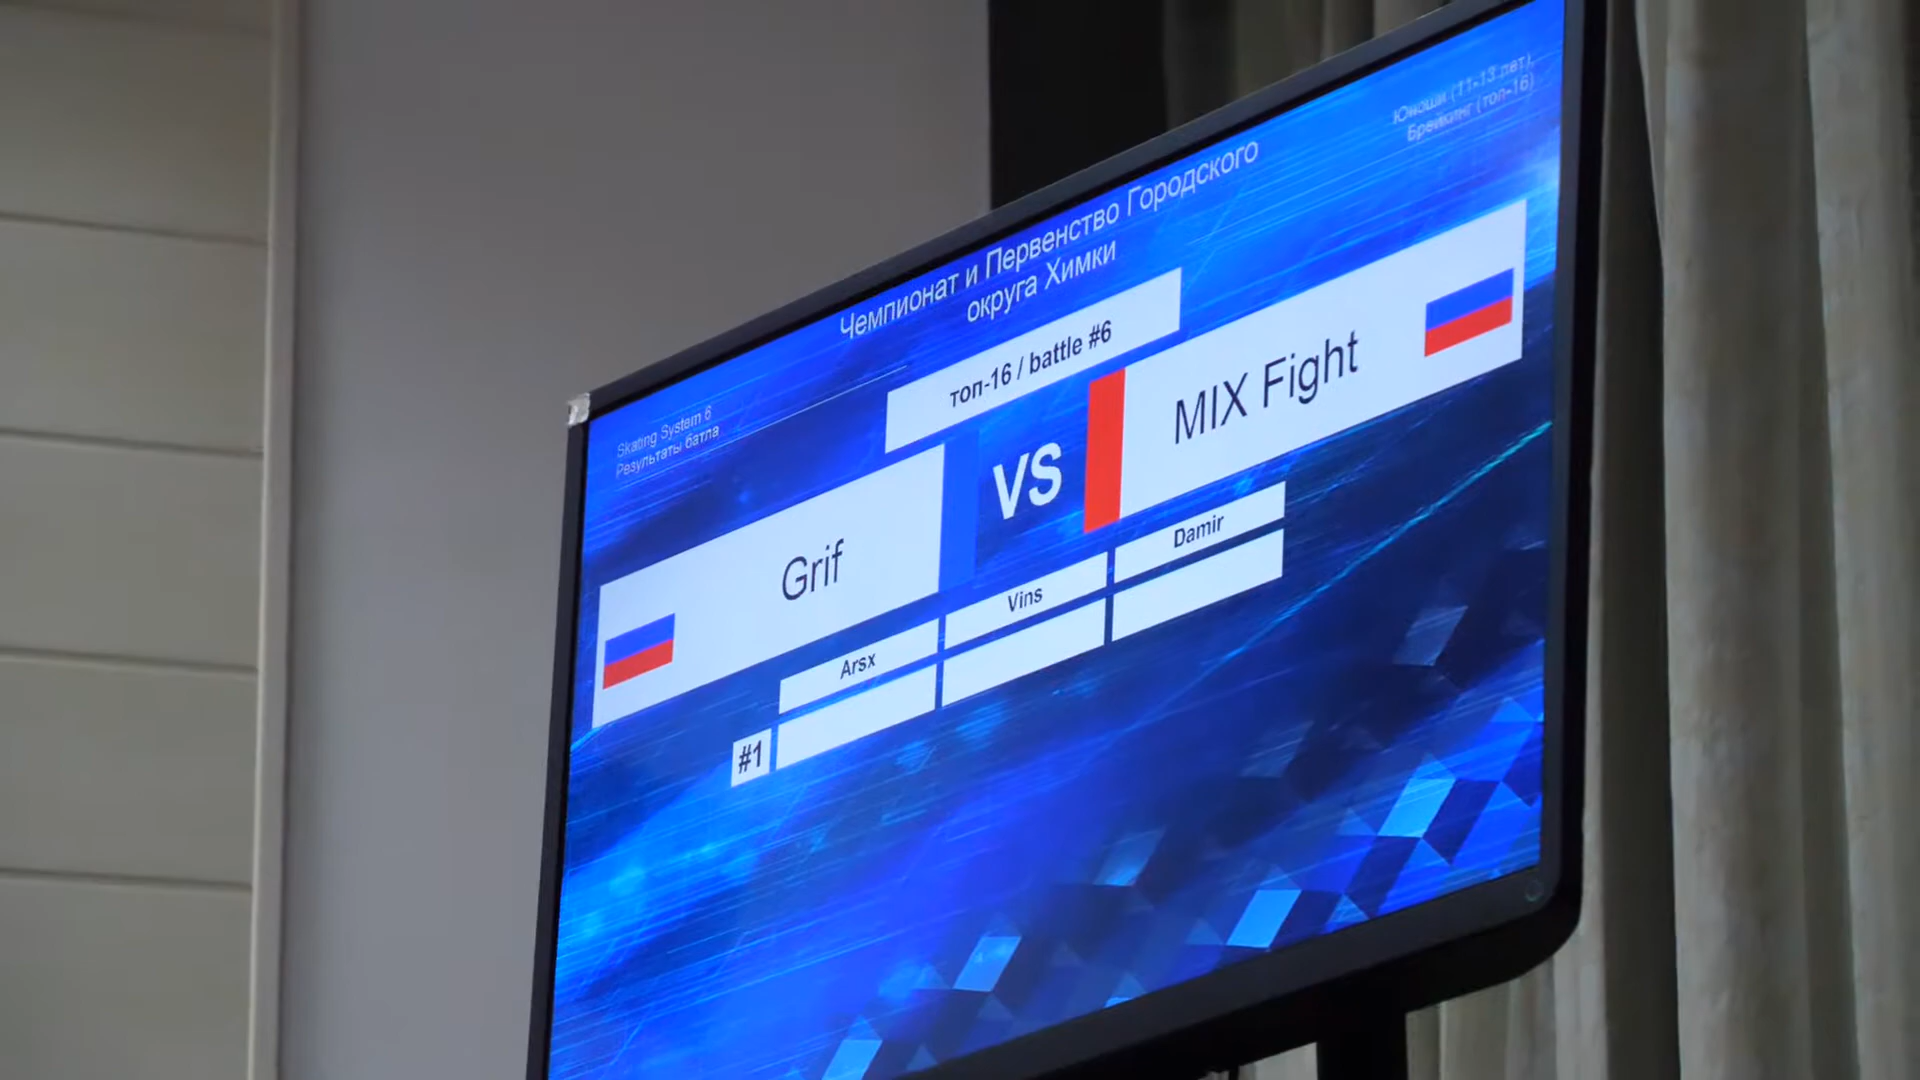 Юноши (11-13 лет),
Брейкинг (топ-16)
Чемпионат и Первенство Городского
округа Химки
Skating System 6
Результаты батла
топ-16 / battle #6
Grif
VS
MIX Fight
Arsx
Vins
Damir
#1